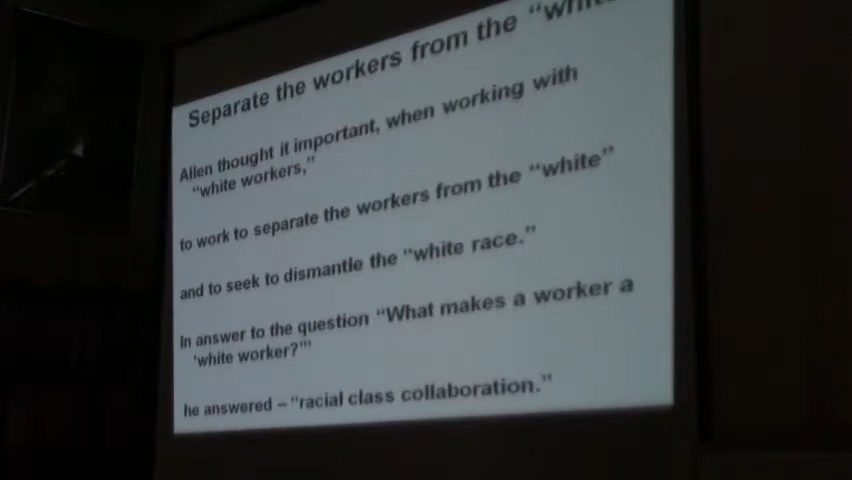 Separate the workers from the
Allen thought it important, when working with
“white workers,”
to work to separate the workers from the “white”
and to seek to dismantle the “white race.”
In answer to the question “What makes a worker a
‘white worker?’”
he answered – “racial class collaboration.”